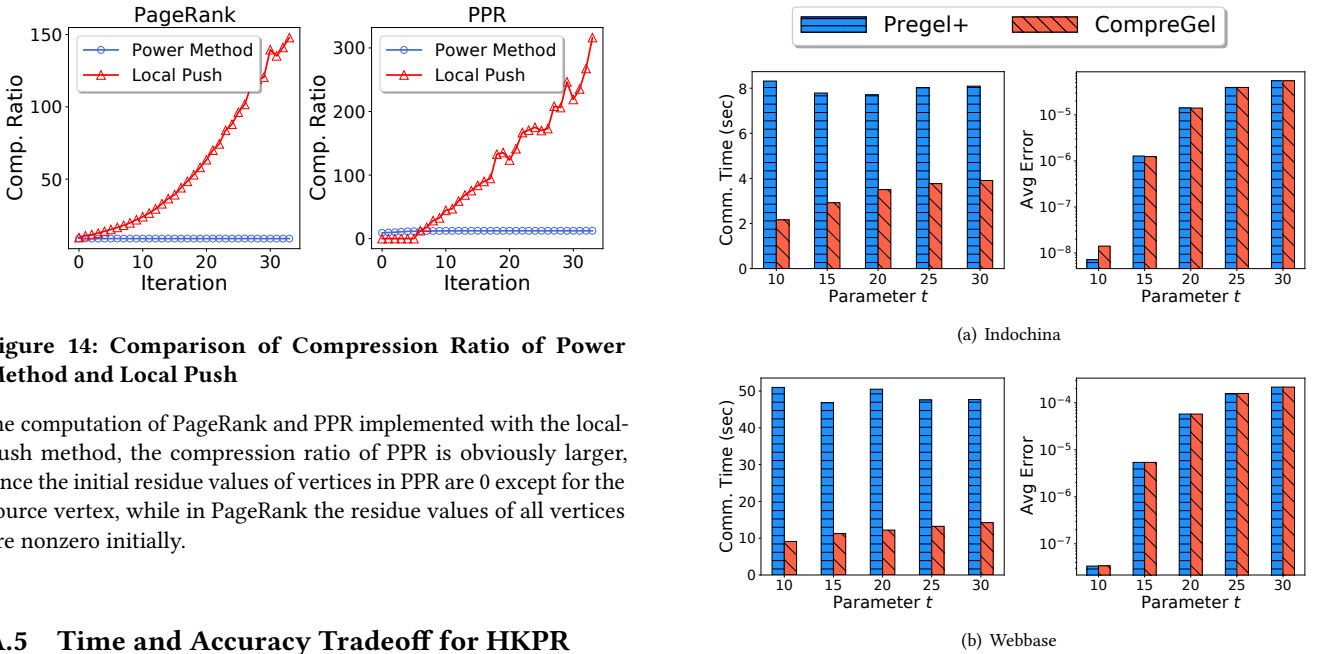 PageRank
150
100
50
Comp. Ratio
Power Method
Local Push
0 10 20 30
Iteration
PPR
300
200
100
0
Comp. Ratio
Power Method
Local Push
0 10 20 30
Iteration
igure 14: Comparison of Compression Ratio of Power
ethod and Local Push
he computation of PageRank and PPR implemented with the local-
ush method, the compression ratio of PPR is obviously larger,
nce the initial residue values of vertices in PPR are 0 except for the
ource vertex, while in PageRank the residue values of all vertices
re nonzero initially.
.5 Time and Accuracy Tradeoff for HKPR
Pregel+ CompreGel
8
6
4
2
0
Comm. Time (sec)
10 15 20 25 30
Parameter t
10⁻⁵
10⁻⁶
10⁻⁷
10⁻⁸
Avg Error
10 15 20 25 30
Parameter t
(a) Indochina
50
40
30
20
10
0
Comm. Time (sec)
10 15 20 25 30
Parameter t
10⁻⁴
10⁻⁵
10⁻⁶
10⁻⁷
Avg Error
10 15 20 25 30
Parameter t
(b) Webbase